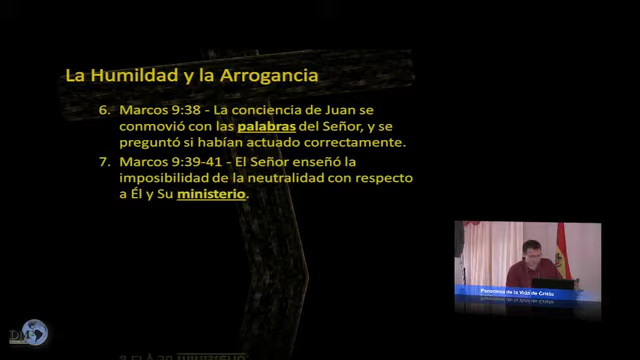 La Humildad y la Arrogancia
6. Marcos 9:38 - La conciencia de Juan se
conmovió con las palabras del Señor, y se
preguntó si habían actuado correctamente.
7. Marcos 9:39-41 - El Señor enseñó la
imposibilidad de la neutralidad con respecto
a Él y Su ministerio.
Panorama de la Vida de Cristo
DM